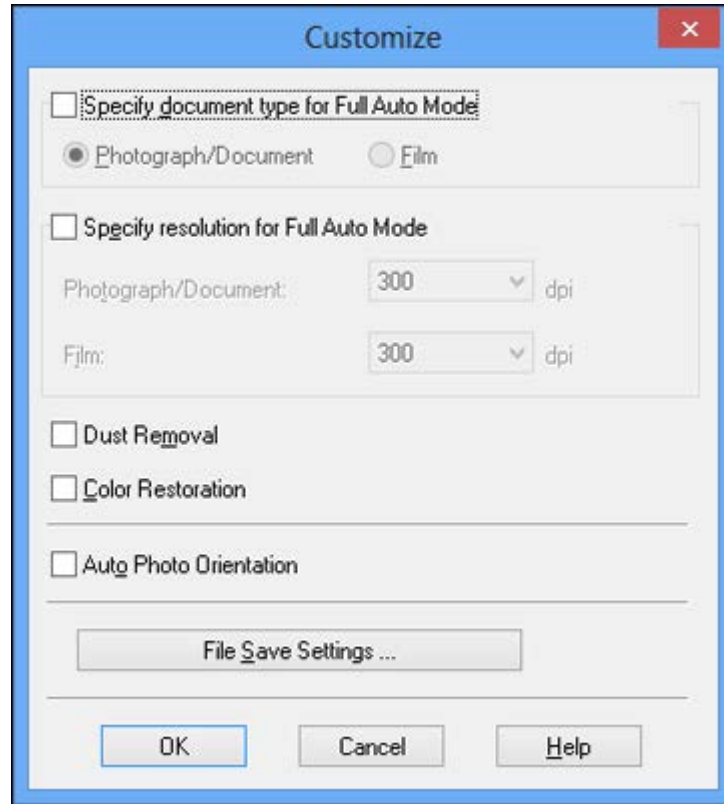 Customize
Specify document type for Full Auto Mode
Photograph/Document Film
Specify resolution for Full Auto Mode
Photograph/Document: 300 dpi
Film: 300 dpi
Dust Removal
Color Restoration
Auto Photo Orientation
File Save Settings ...
OK Cancel Help